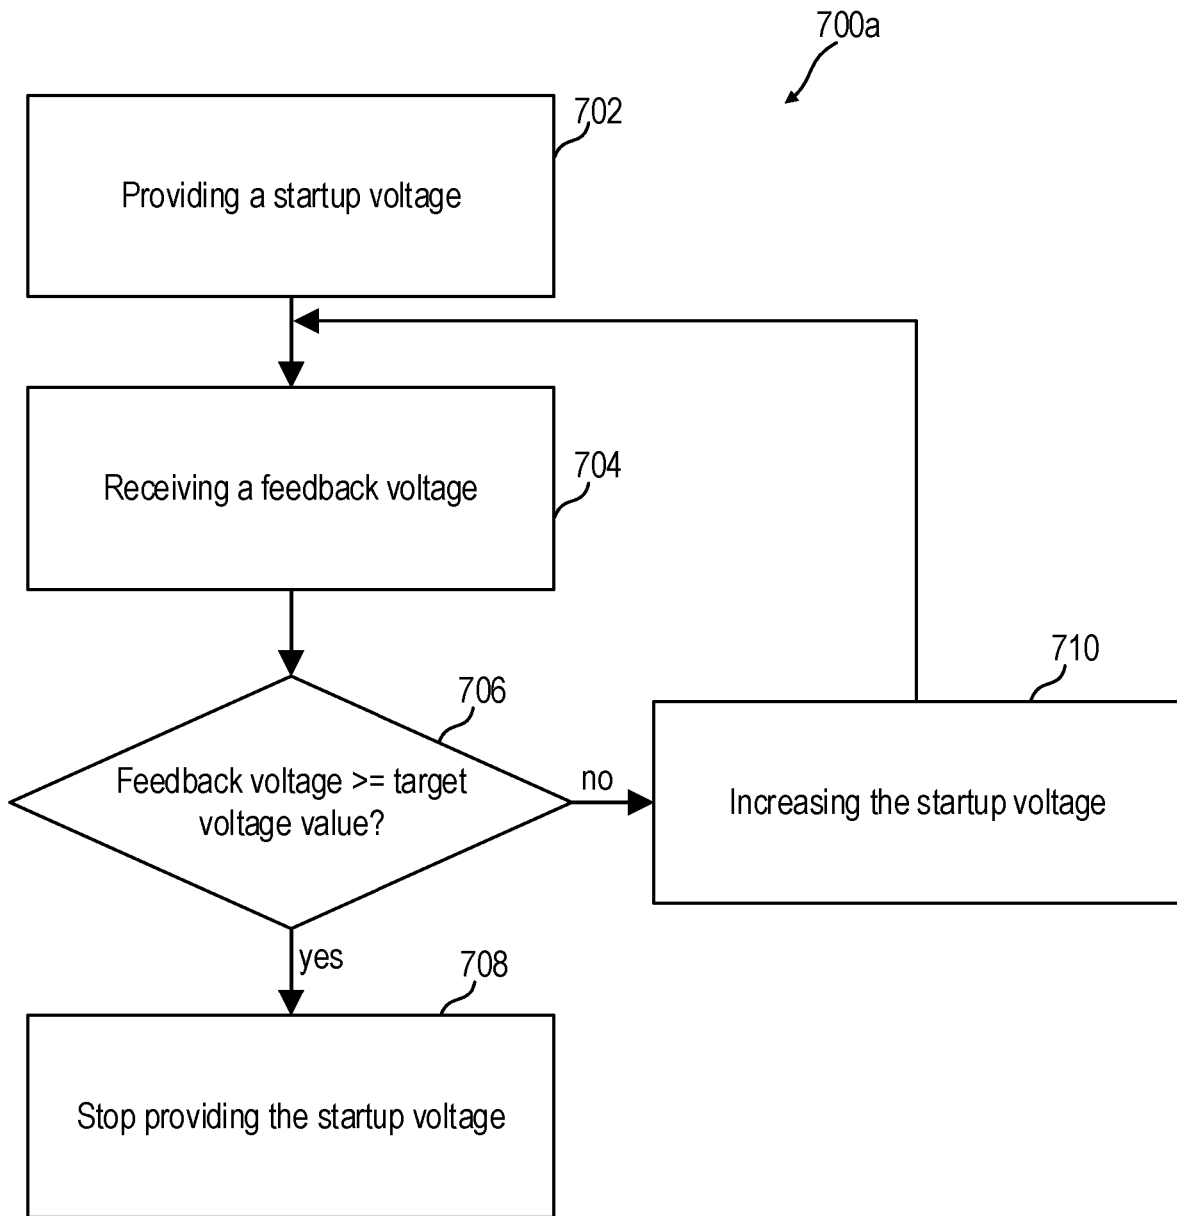 700a
702
Providing a startup voltage
704
Receiving a feedback voltage
706
Feedback voltage >= target
voltage value?
no
710
Increasing the startup voltage
yes
708
Stop providing the startup voltage